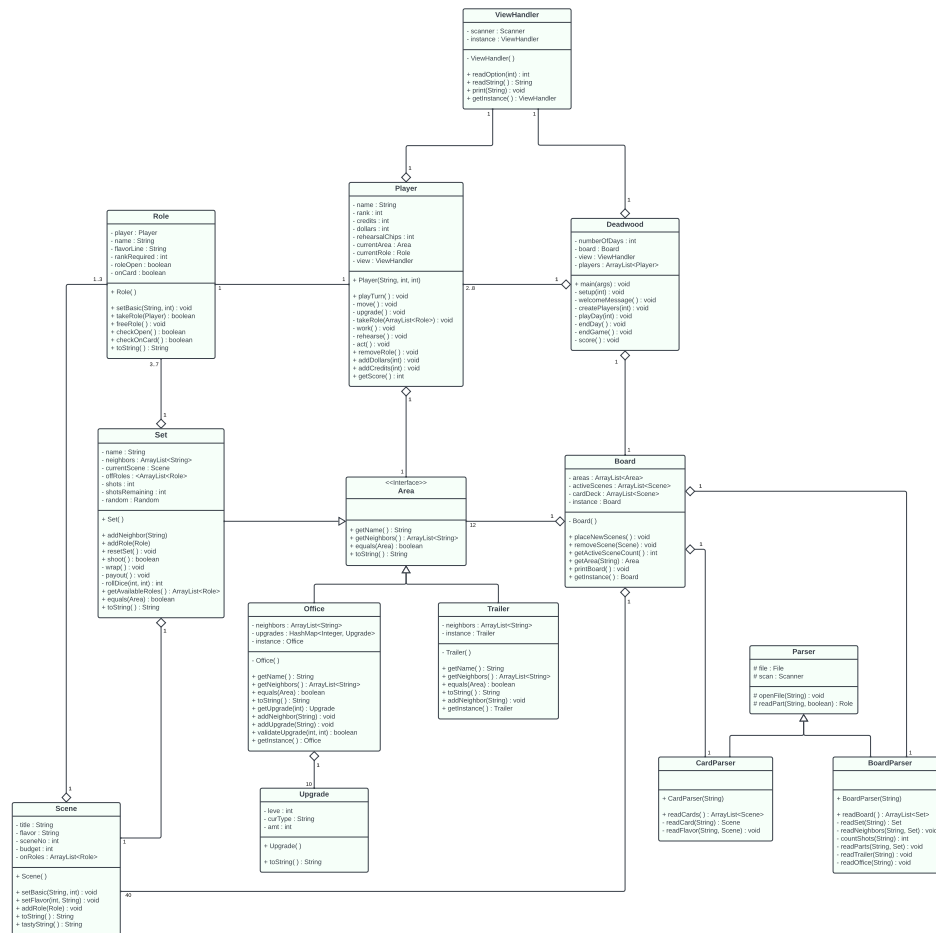 ViewHandler
- scanner : Scanner
- instance : ViewHandler
- ViewHandler( )
+ readOption(int) : int
+ readString( ) : String
+ print(String) : void
+ getInstance( ) : ViewHandler
1
1
1
1
Player
- name : String
- rank : int
- credits : int
- dollars : int
- rehearsalChips : int
- currentArea : Area
- currentRole : Role
- view : ViewHandler
+ Player(String, int, int)
+ playTurn( ) : void
- move( ) : void
- upgrade( ) : void
- takeRole(ArrayList<Role) : void
- work( ) : void
- rehearse( ) : void
- act( ) : void
+ removeRole( ) : void
+ addDollars(int) : void
+ addCredits(int) : void
+ getScore( ) : int
Role
- player : Player
- name : String
- flavorLine : String
- rankRequired : int
- roleOpen : boolean
- onCard : boolean
+ Role( )
+ setBasic(String, int) : void
+ takeRole(Player) : boolean
+ freeRole( ) : void
+ checkOpen( ) : boolean
+ checkOnCard( ) : boolean
+ toString( ) : String
Deadwood
- numberOfDays : int
- board : Board
- view : ViewHandler
- players : ArrayList<Player>
+ main(args) : void
- setup(int) : void
- welcomeMessage( ) : void
- createPlayers(int) : void
- playDay(int) : void
- endDay( ) : void
- endGame( ) : void
- score( ) : void
1..3
1
1
2..8
1
3..7
1
1
1
1
1
Set
- name : String
- neighbors : ArrayList<String>
- currentScene : Scene
- offRoles : <ArrayList<Role>
- shots : int
- shotsRemaining : int
- random : Random
+ Set( )
+ addNeighbor(String)
+ addRole(Role)
+ resetSet( ) : void
+ shoot( ) : boolean
- wrap( ) : void
- payout( ) : void
- rollDice(int, int) : int
+ getAvailableRoles( ) : ArrayList<Role>
+ equals(Area) : boolean
+ toString( ) : String
<<Interface>>
Area
+ getName( ) : String
+ getNeighbors( ) : ArrayList<String>
+ equals(Area) : boolean
+ toString( ) : String
12
1
Board
- areas : ArrayList<Area>
- activeScenes : ArrayList<Scene>
- cardDeck : ArrayList<Scene>
- instance : Board
- Board( )
+ placeNewScenes( ) : void
+ removeScene(Scene) : void
+ getActiveSceneCount( ) : int
+ getArea(String) : Area
+ printBoard( ) : void
+ getInstance( ) : Board
1
1
1
1
Office
- neighbors : ArrayList<String>
- upgrades : HashMap<Integer, Upgrade>
- instance : Office
- Office( )
+ getName( ) : String
+ getNeighbors( ) : ArrayList<String>
+ equals(Area) : boolean
+ toString( ) : String
+ getUpgrade(int) : Upgrade
+ addNeighbor(String) : void
+ addUpgrade(String) : void
+ validateUpgrade(int, int) : boolean
+ getInstance( ) : Office
Trailer
- neighbors : ArrayList<String>
- instance : Trailer
- Trailer( )
+ getName( ) : String
+ getNeighbors( ) : ArrayList<String>
+ equals(Area) : boolean
+ toString( ) : String
+ addNeighbor(String) : void
+ getInstance( ) : Trailer
Parser
# file : File
# scan : Scanner
# openFile(String) : void
# readPart(String, boolean) : Role
1
10
1
1
Upgrade
- leve : int
- curType : String
- amt : int
+ Upgrade( )
+ toString( ) : String
CardParser
+ CardParser(String)
+ readCards( ) : ArrayList<Scene>
- readCard(String) : Scene
- readFlavor(String, Scene) : void
BoardParser
+ BoardParser(String)
+ readBoard( ) : ArrayList<Set>
- readSet(String) : Set
- readNeighbors(String, Set) : void
- countShots(String) : int
- readParts(String, Set) : void
- readTrailer(String) : void
- readOffice(String) : void
1
Scene
- title : String
- flavor : String
- sceneNo : int
- budget : int
- onRoles : ArrayList<Role>
+ Scene( )
+ setBasic(String, int) : void
+ setFlavor(int, String) : void
+ addRole(Role) : void
+ toString( ) : String
+ tastyString( ) : String
1
40